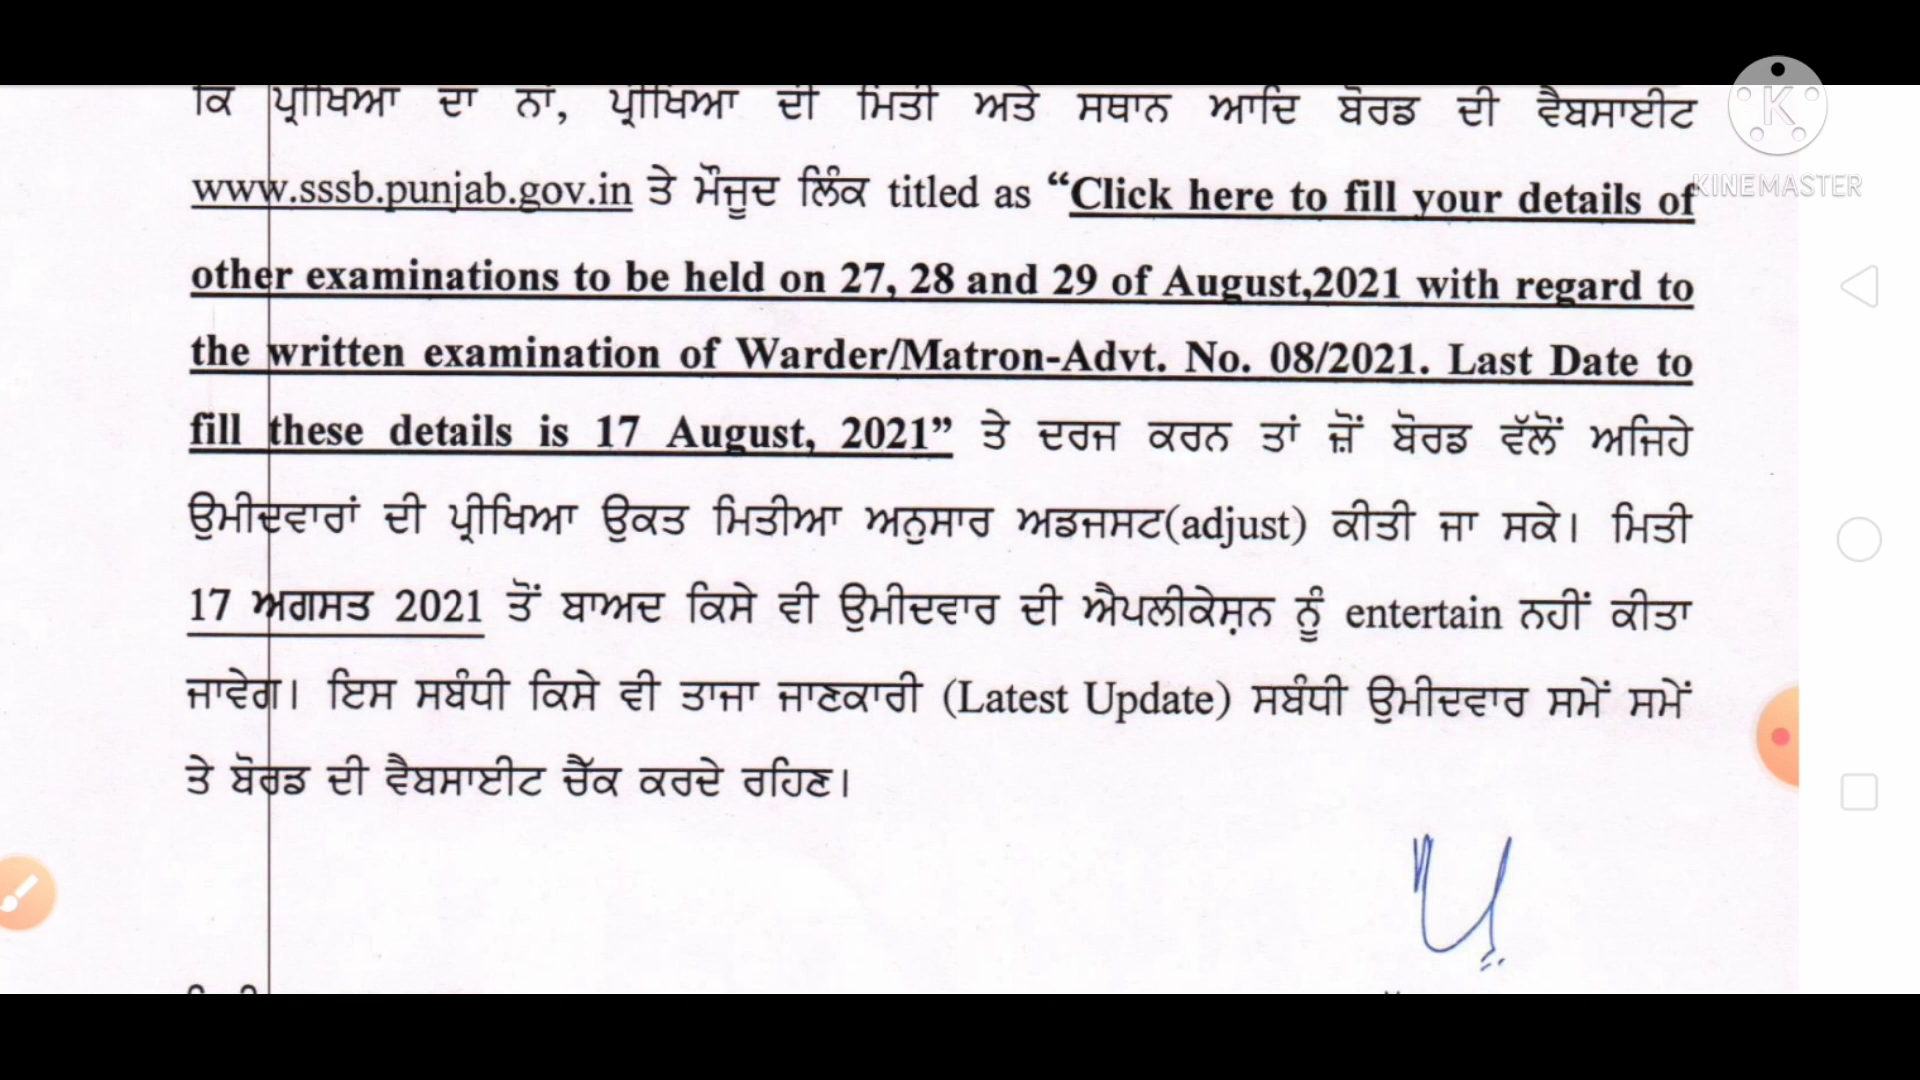 ਕਿ ਪ੍ਰੀਖਿਆ ਦਾ ਨਾਂ, ਪ੍ਰੀਖਿਆ ਦੀ ਮਿਤੀ ਅਤੇ ਸਥਾਨ ਆਦਿ ਬੋਰਡ ਦੀ ਵੈਬਸਾਈਟ
www.sssb.punjab.gov.in ਤੇ ਮੌਜੂਦ ਲਿੰਕ titled as “Click here to fill your details of
other examinations to be held on 27, 28 and 29 of August,2021 with regard to
the written examination of Warder/Matron-Advt. No. 08/2021. Last Date to
fill these details is 17 August, 2021” ਤੇ ਦਰਜ ਕਰਨ ਤਾਂ ਜ਼ੋਂ ਬੋਰਡ ਵੱਲੋਂ ਅਜਿਹੇ
ਉਮੀਦਵਾਰਾਂ ਦੀ ਪ੍ਰੀਖਿਆ ਉਕਤ ਮਿਤੀਆ ਅਨੁਸਾਰ ਅਡਜਸਟ(adjust) ਕੀਤੀ ਜਾ ਸਕੇ। ਮਿਤੀ
17 ਅਗਸਤ 2021 ਤੋਂ ਬਾਅਦ ਕਿਸੇ ਵੀ ਉਮੀਦਵਾਰ ਦੀ ਐਪਲੀਕੇਸ਼ਨ ਨੂੰ entertain ਨਹੀਂ ਕੀਤਾ
ਜਾਵੇਗ। ਇਸ ਸਬੰਧੀ ਕਿਸੇ ਵੀ ਤਾਜਾ ਜਾਣਕਾਰੀ (Latest Update) ਸਬੰਧੀ ਉਮੀਦਵਾਰ ਸਮੇਂ ਸਮੇਂ
ਤੇ ਬੋਰਡ ਦੀ ਵੈਬਸਾਈਟ ਚੈੱਕ ਕਰਦੇ ਰਹਿਣ।
K
KINEMASTER